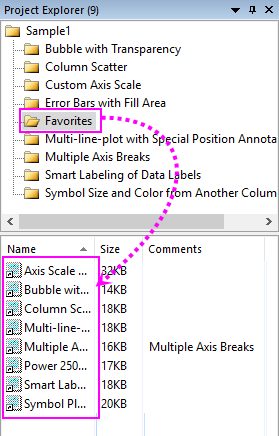 Project Explorer (9)
Sample1
Bubble with Transparency
Column Scatter
Custom Axis Scale
Error Bars with Fill Area
Favorites
Multi-line-plot with Special Position Annota
Multiple Axis Breaks
Smart Labeling of Data Labels
Symbol Size and Color from Another Colum
Name Size Comments
Axis Scale ... 32KB
Bubble wit... 14KB
Column Sc... 18KB
Multi-line-... 18KB
Multiple A... 16KB Multiple Axis Breaks
Power 250... 17KB
Smart Lab... 18KB
Symbol Pl... 20KB